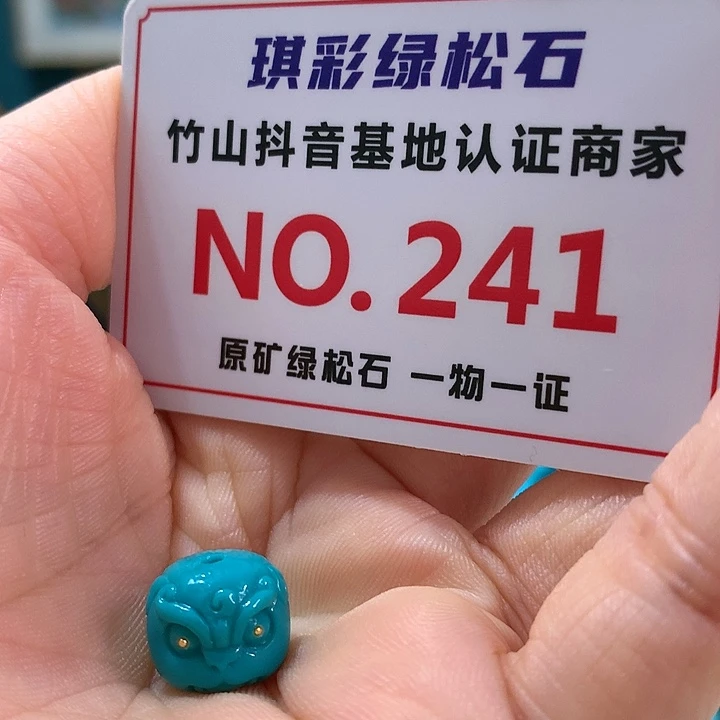 琪彩绿松石
竹山抖音基地认证商家
NO.241
原矿绿松石 一物一证